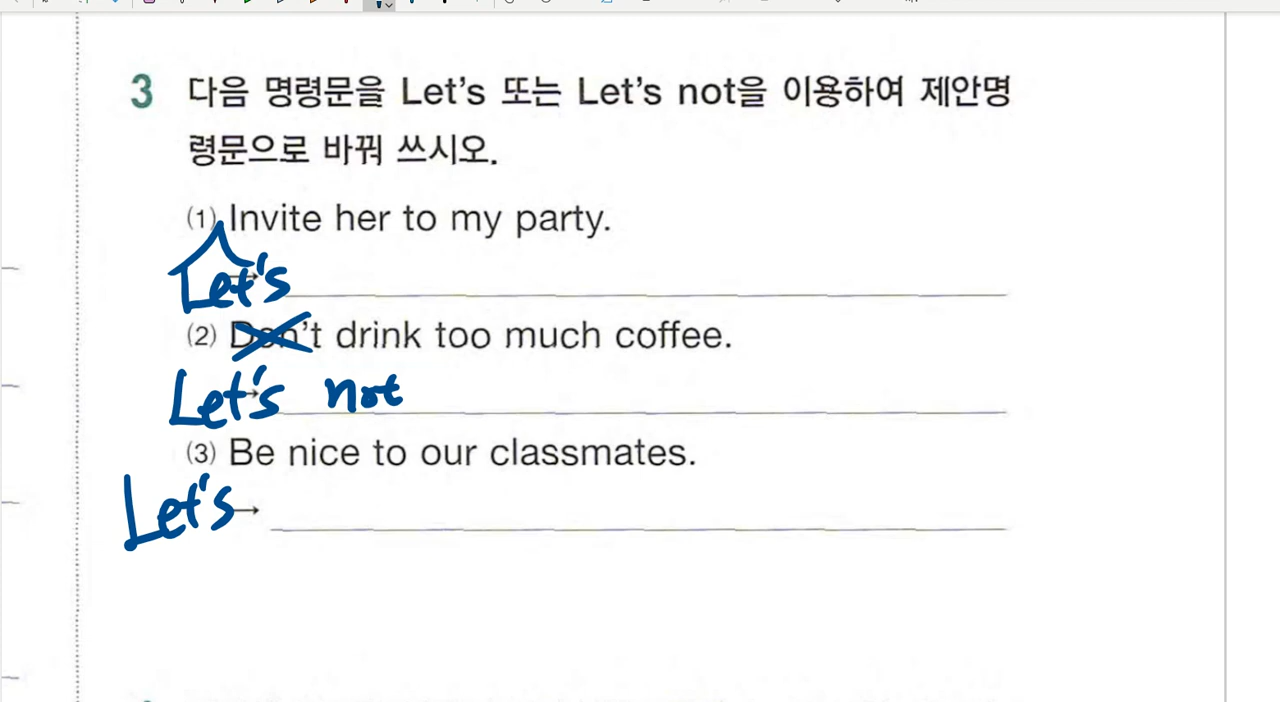 3 다음 명령문을 Let's 또는 Let's not을 이용하여 제안명
령문으로 바꿔 쓰시오.
(1) Invite her to my party.
Let's →
(2) Don't drink too much coffee.
Let's not →
(3) Be nice to our classmates.
Let's →